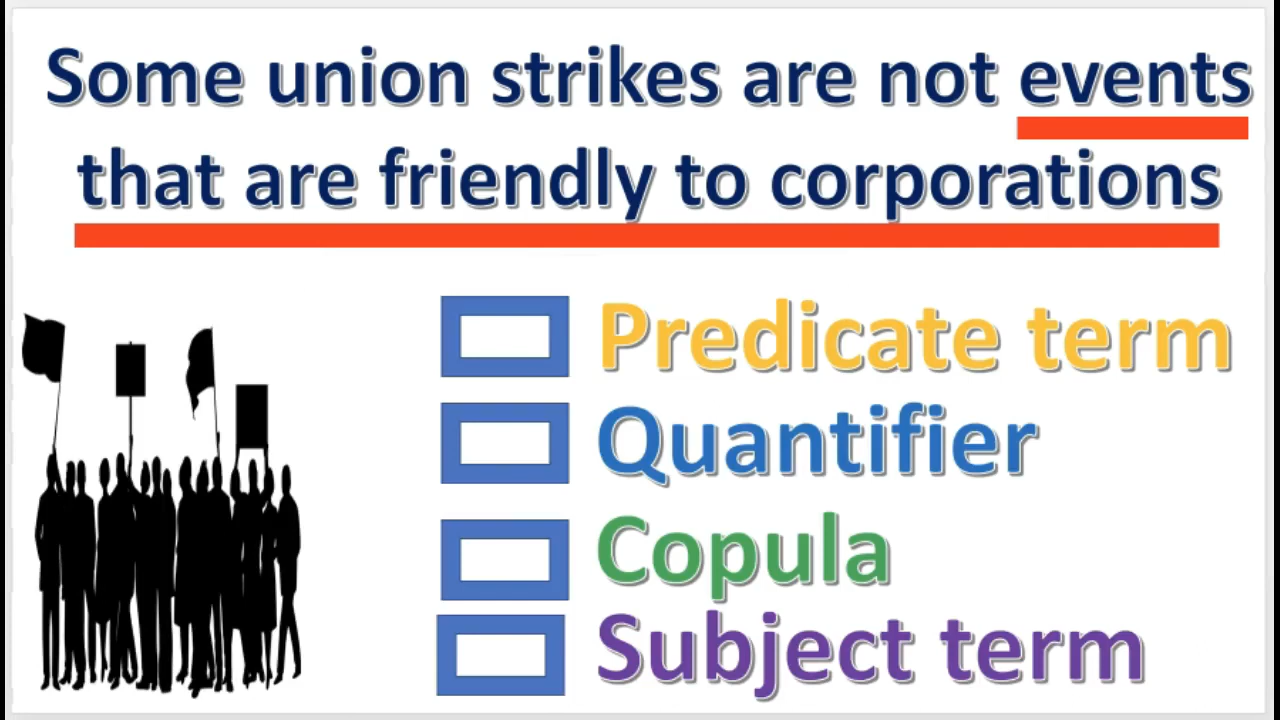 Some union strikes are not events
that are friendly to corporations
Predicate term
Quantifier
Copula
Subject term